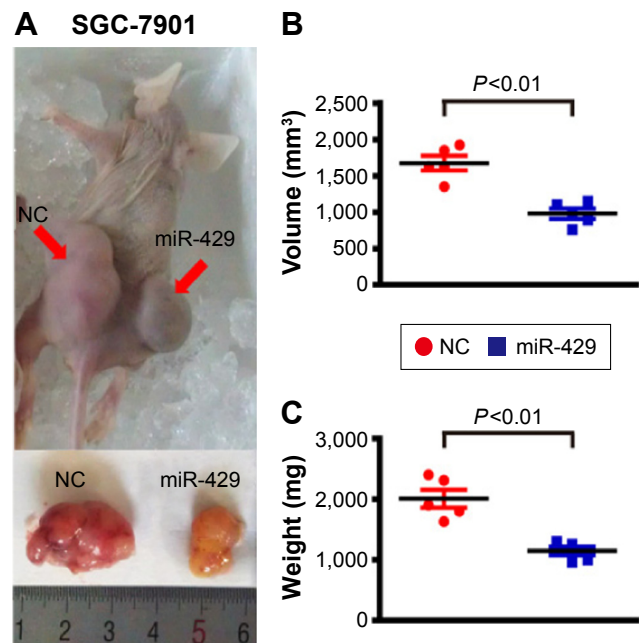 A SGC-7901
NC
miR-429
NC
miR-429
1 2 3 4 5 6
B
P<0.01
2,500
2,000
1,500
1,000
500
0
Volume (mm³)
NC miR-429
C
P<0.01
3,000
2,000
1,000
0
Weight (mg)